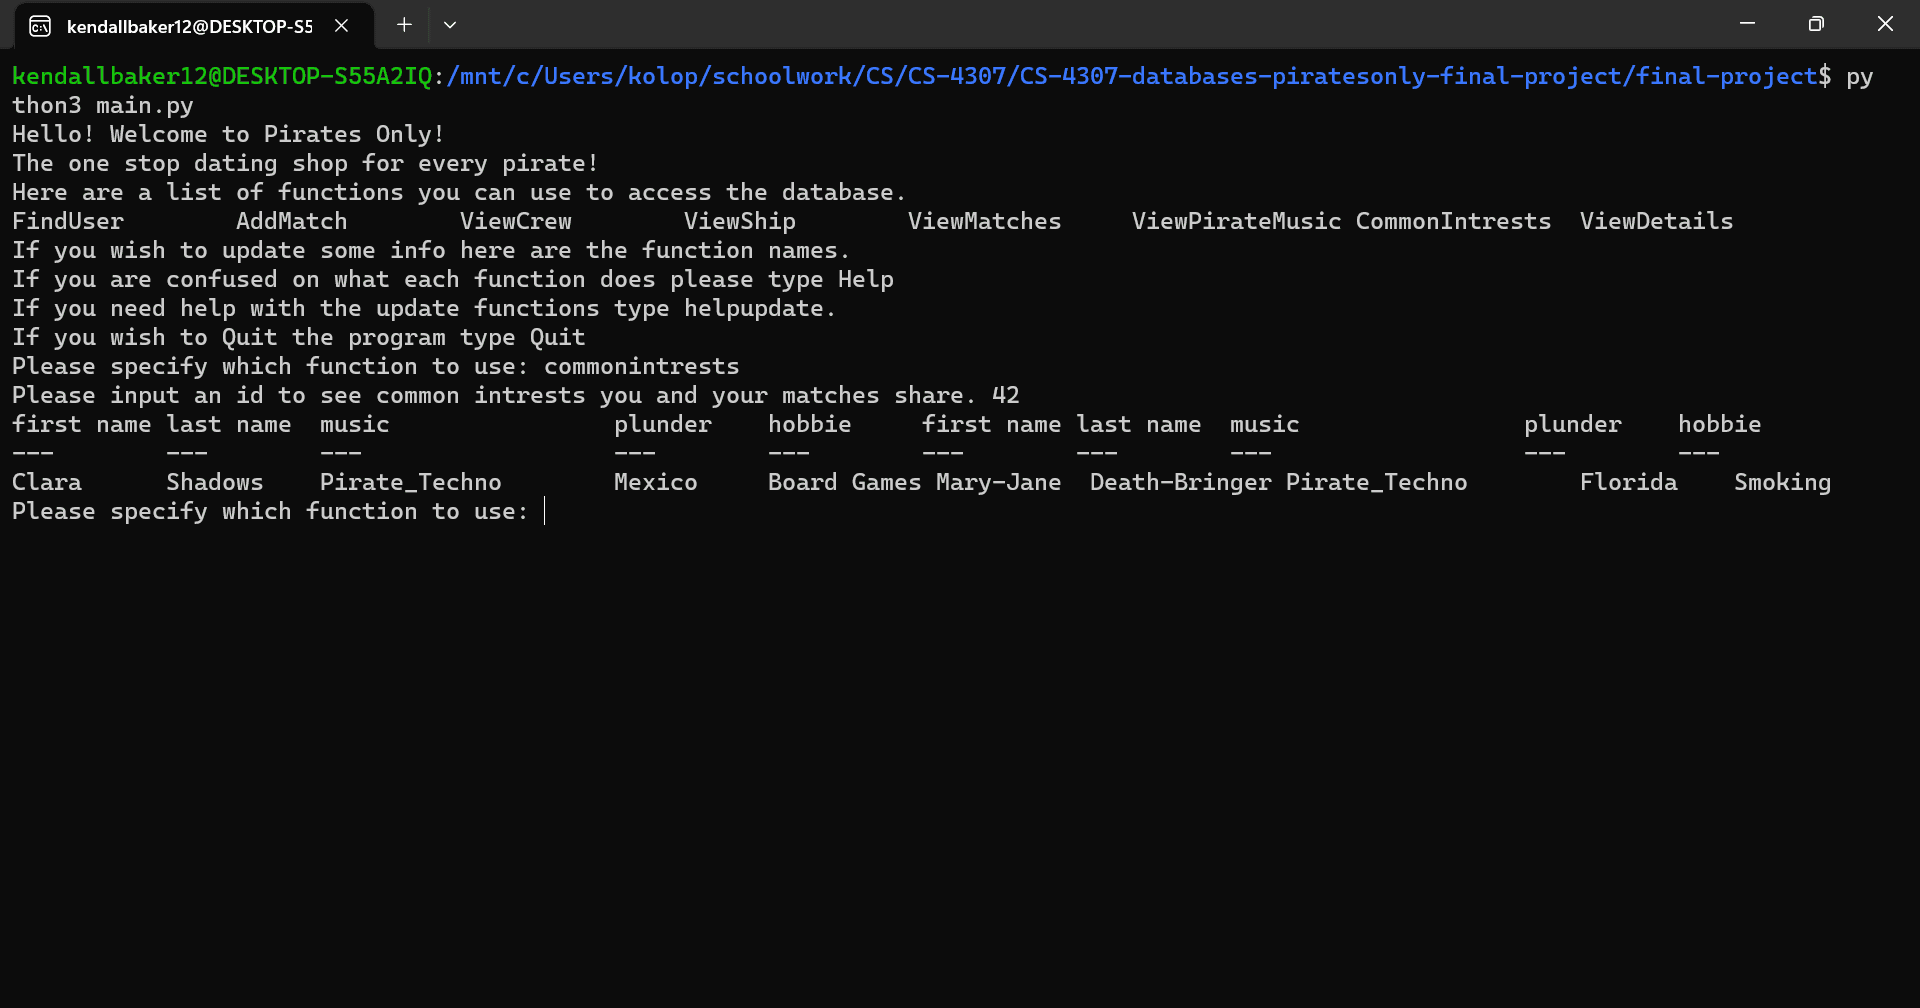 kendallbaker12@DESKTOP-S5
kendallbaker12@DESKTOP-S55A2IQ:/mnt/c/Users/kolop/schoolwork/CS/CS-4307/CS-4307-databases-piratesonly-final-project/final-project$ py
thon3 main.py
Hello! Welcome to Pirates Only!
The one stop dating shop for every pirate!
Here are a list of functions you can use to access the database.
FindUser        AddMatch        ViewCrew        ViewShip        ViewMatches     ViewPirateMusic CommonIntrests  ViewDetails
If you wish to update some info here are the function names.
If you are confused on what each function does please type Help
If you need help with the update functions type helpupdate.
If you wish to Quit the program type Quit
Please specify which function to use: commonintrests
Please input an id to see common intrests you and your matches share. 42
first name last name  music                plunder    hobbie     first name last name  music                plunder    hobbie
---        ---        ---                  ---        ---        ---        ---        ---                  ---        ---
Clara      Shadows    Pirate_Techno        Mexico     Board Games Mary-Jane  Death-Bringer Pirate_Techno        Florida    Smoking
Please specify which function to use: